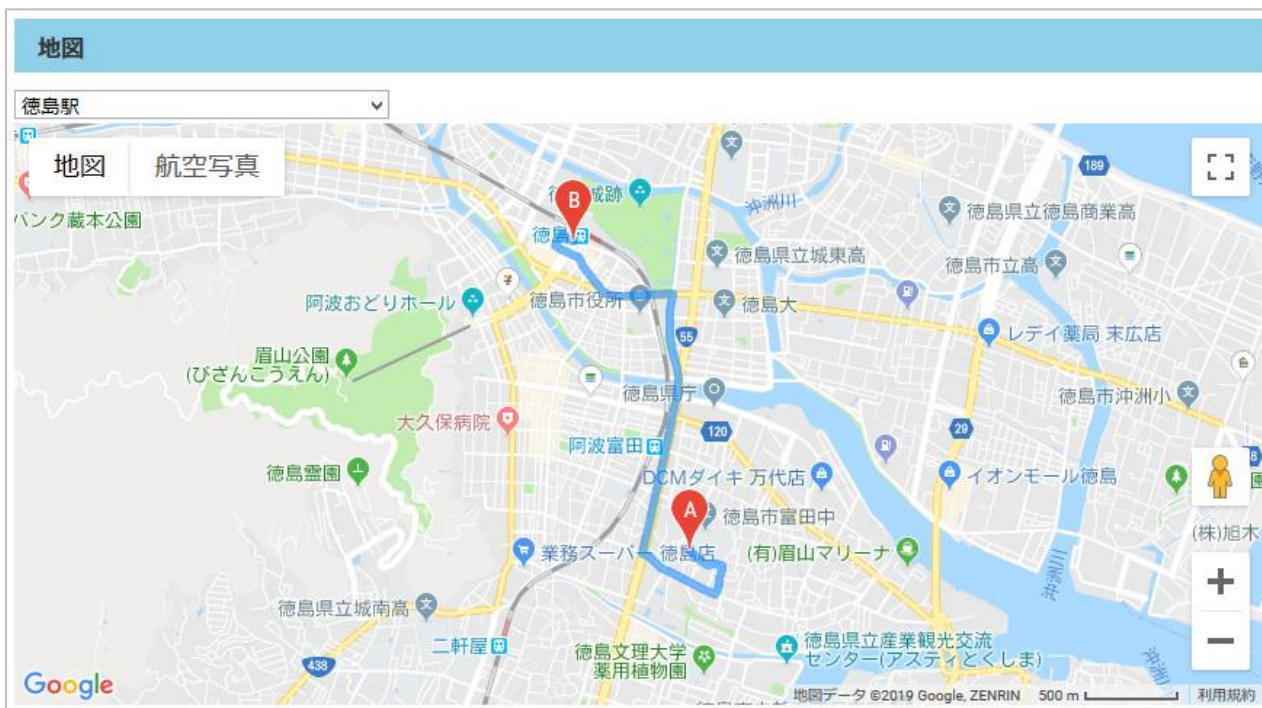 地図
徳島駅
地図
航空写真
189
城跡
沖洲川
徳島県立徳島商業高
バンク蔵本公園
B
徳島
徳島県立城東高
徳島市立高
阿波おどりホール
徳島市役所
徳島大
レディ薬局 末広店
55
眉山公園
(びざんこうえん)
徳島県庁
徳島市沖洲小
大久保病院
120
29
阿波富田
徳島霊園
DCMダイキ 万代店
イオンモール徳島
A
徳島市富田中
(株)旭木
業務スーパー 徳島店
(有)眉山マリーナ
徳島県立城南高
二軒屋
徳島文理大学
薬用植物園
徳島県立産業観光交流
センター(アスティとくしま)
438
Google
地図データ ©2019 Google, ZENRIN
500 m
利用規約